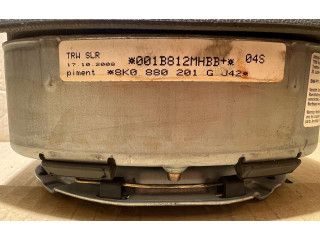 TRW SLR
17.10.2008
*001B812MHBB+* 04S
piment *8K0 880 201 G J42*